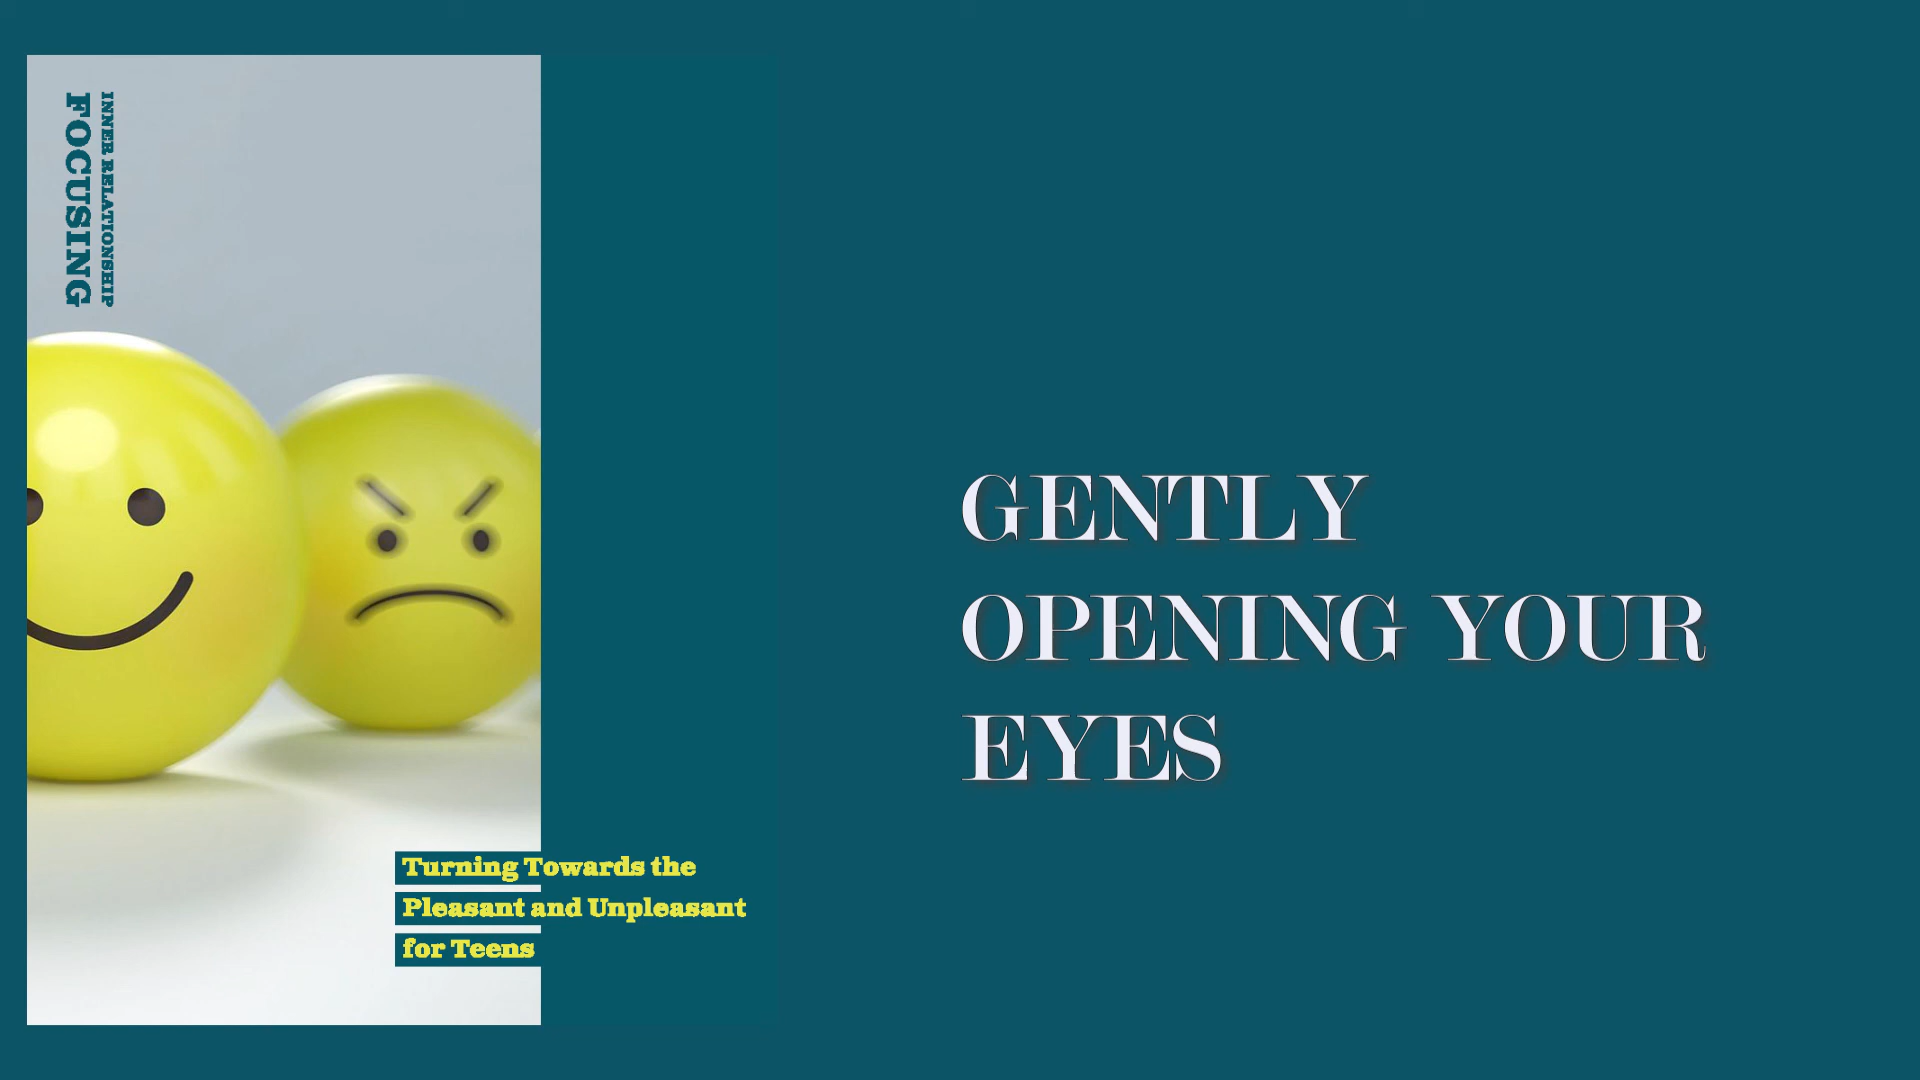 INNER RELATIONSHIP
FOCUSING
GENTLY
OPENING YOUR
EYES
Turning Towards the
Pleasant and Unpleasant
for Teens